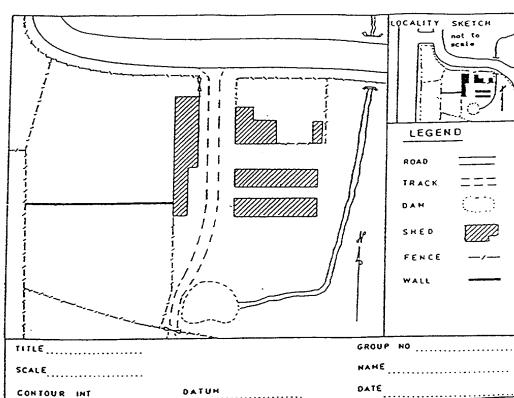 LOCALITY SKETCH
not to
scale
LEGEND
ROAD
TRACK
DAM
SHED
FENCE
WALL
N
TITLE
SCALE
CONTOUR INT
DATUM
GROUP NO
NAME
DATE